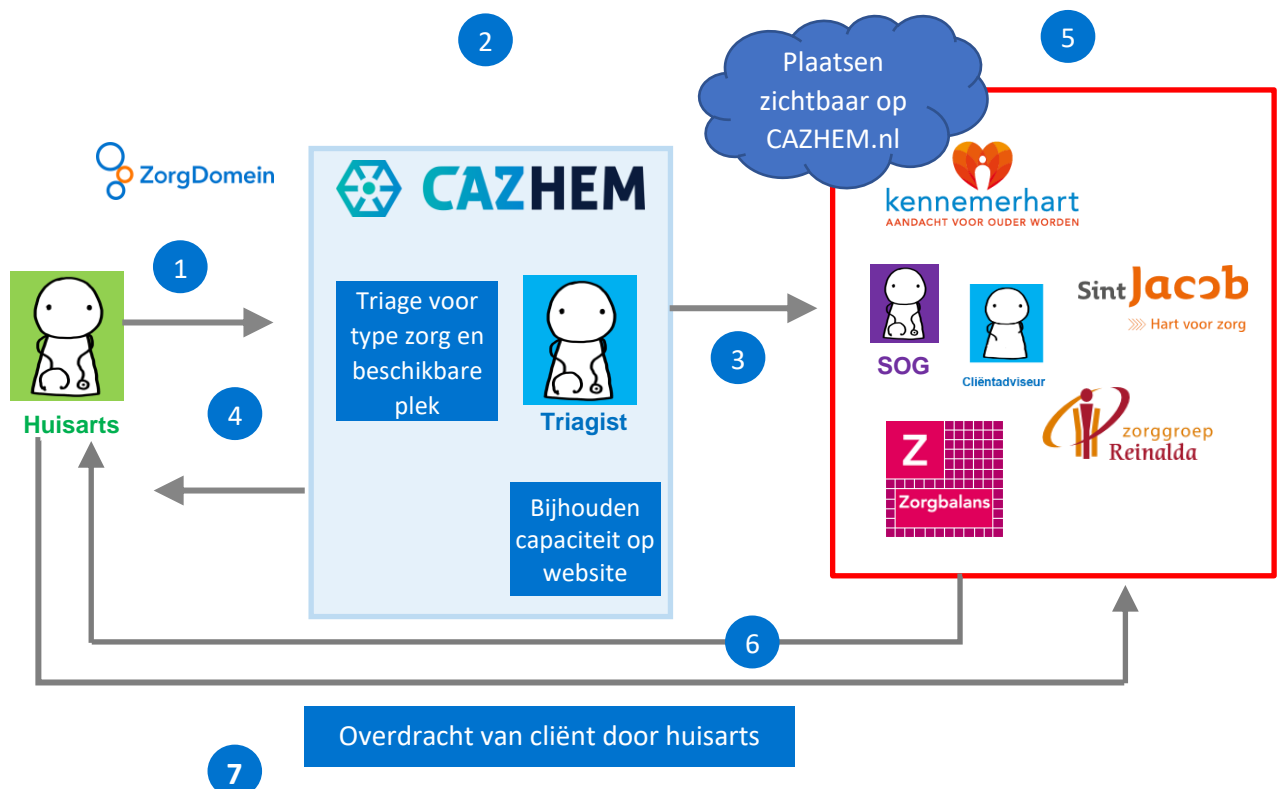 2
5
Plaatsen
zichtbaar op
CAZHEM.nl
ZorgDomein
CAZHEM
kennemerhart
AANDACHT VOOR OUDER WORDEN
1
Triage voor
type zorg en
beschikbare
plek
Triagist
3
SOG
Cliëntadviseur
Sint Jacob
Hart voor zorg
Huisarts
4
zorggroep
Reinalda
Z
Zorgbalans
Bijhouden
capaciteit op
website
6
Overdracht van cliënt door huisarts
7